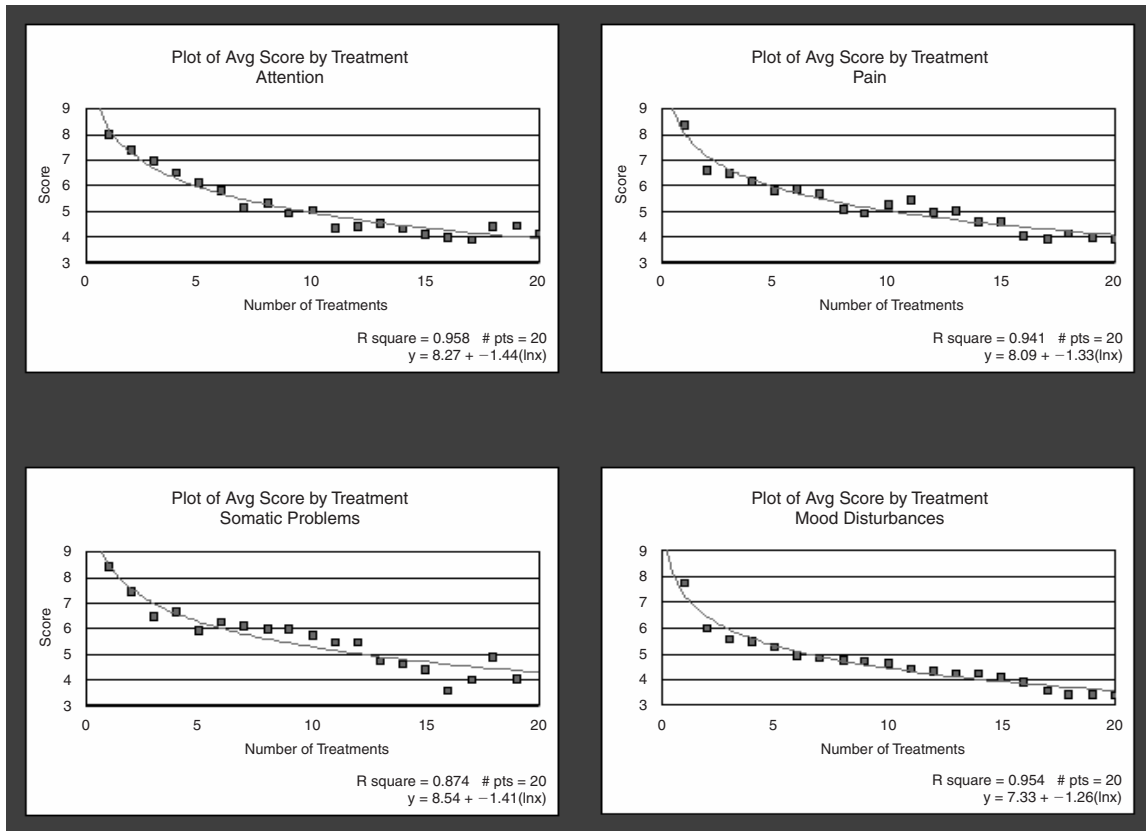 Plot of Avg Score by Treatment
Attention
9
8
7
6
5
4
3
Score
0 5 10 15 20
Number of Treatments
R square = 0.958 # pts = 20
y = 8.27 + −1.44(lnx)
Plot of Avg Score by Treatment
Pain
9
8
7
6
5
4
3
Score
0 5 10 15 20
Number of Treatments
R square = 0.941 # pts = 20
y = 8.09 + −1.33(lnx)
Plot of Avg Score by Treatment
Somatic Problems
9
8
7
6
5
4
3
Score
0 5 10 15 20
Number of Treatments
R square = 0.874 # pts = 20
y = 8.54 + −1.41(lnx)
Plot of Avg Score by Treatment
Mood Disturbances
9
8
7
6
5
4
3
Score
0 5 10 15 20
Number of Treatments
R square = 0.954 # pts = 20
y = 7.33 + −1.26(lnx)